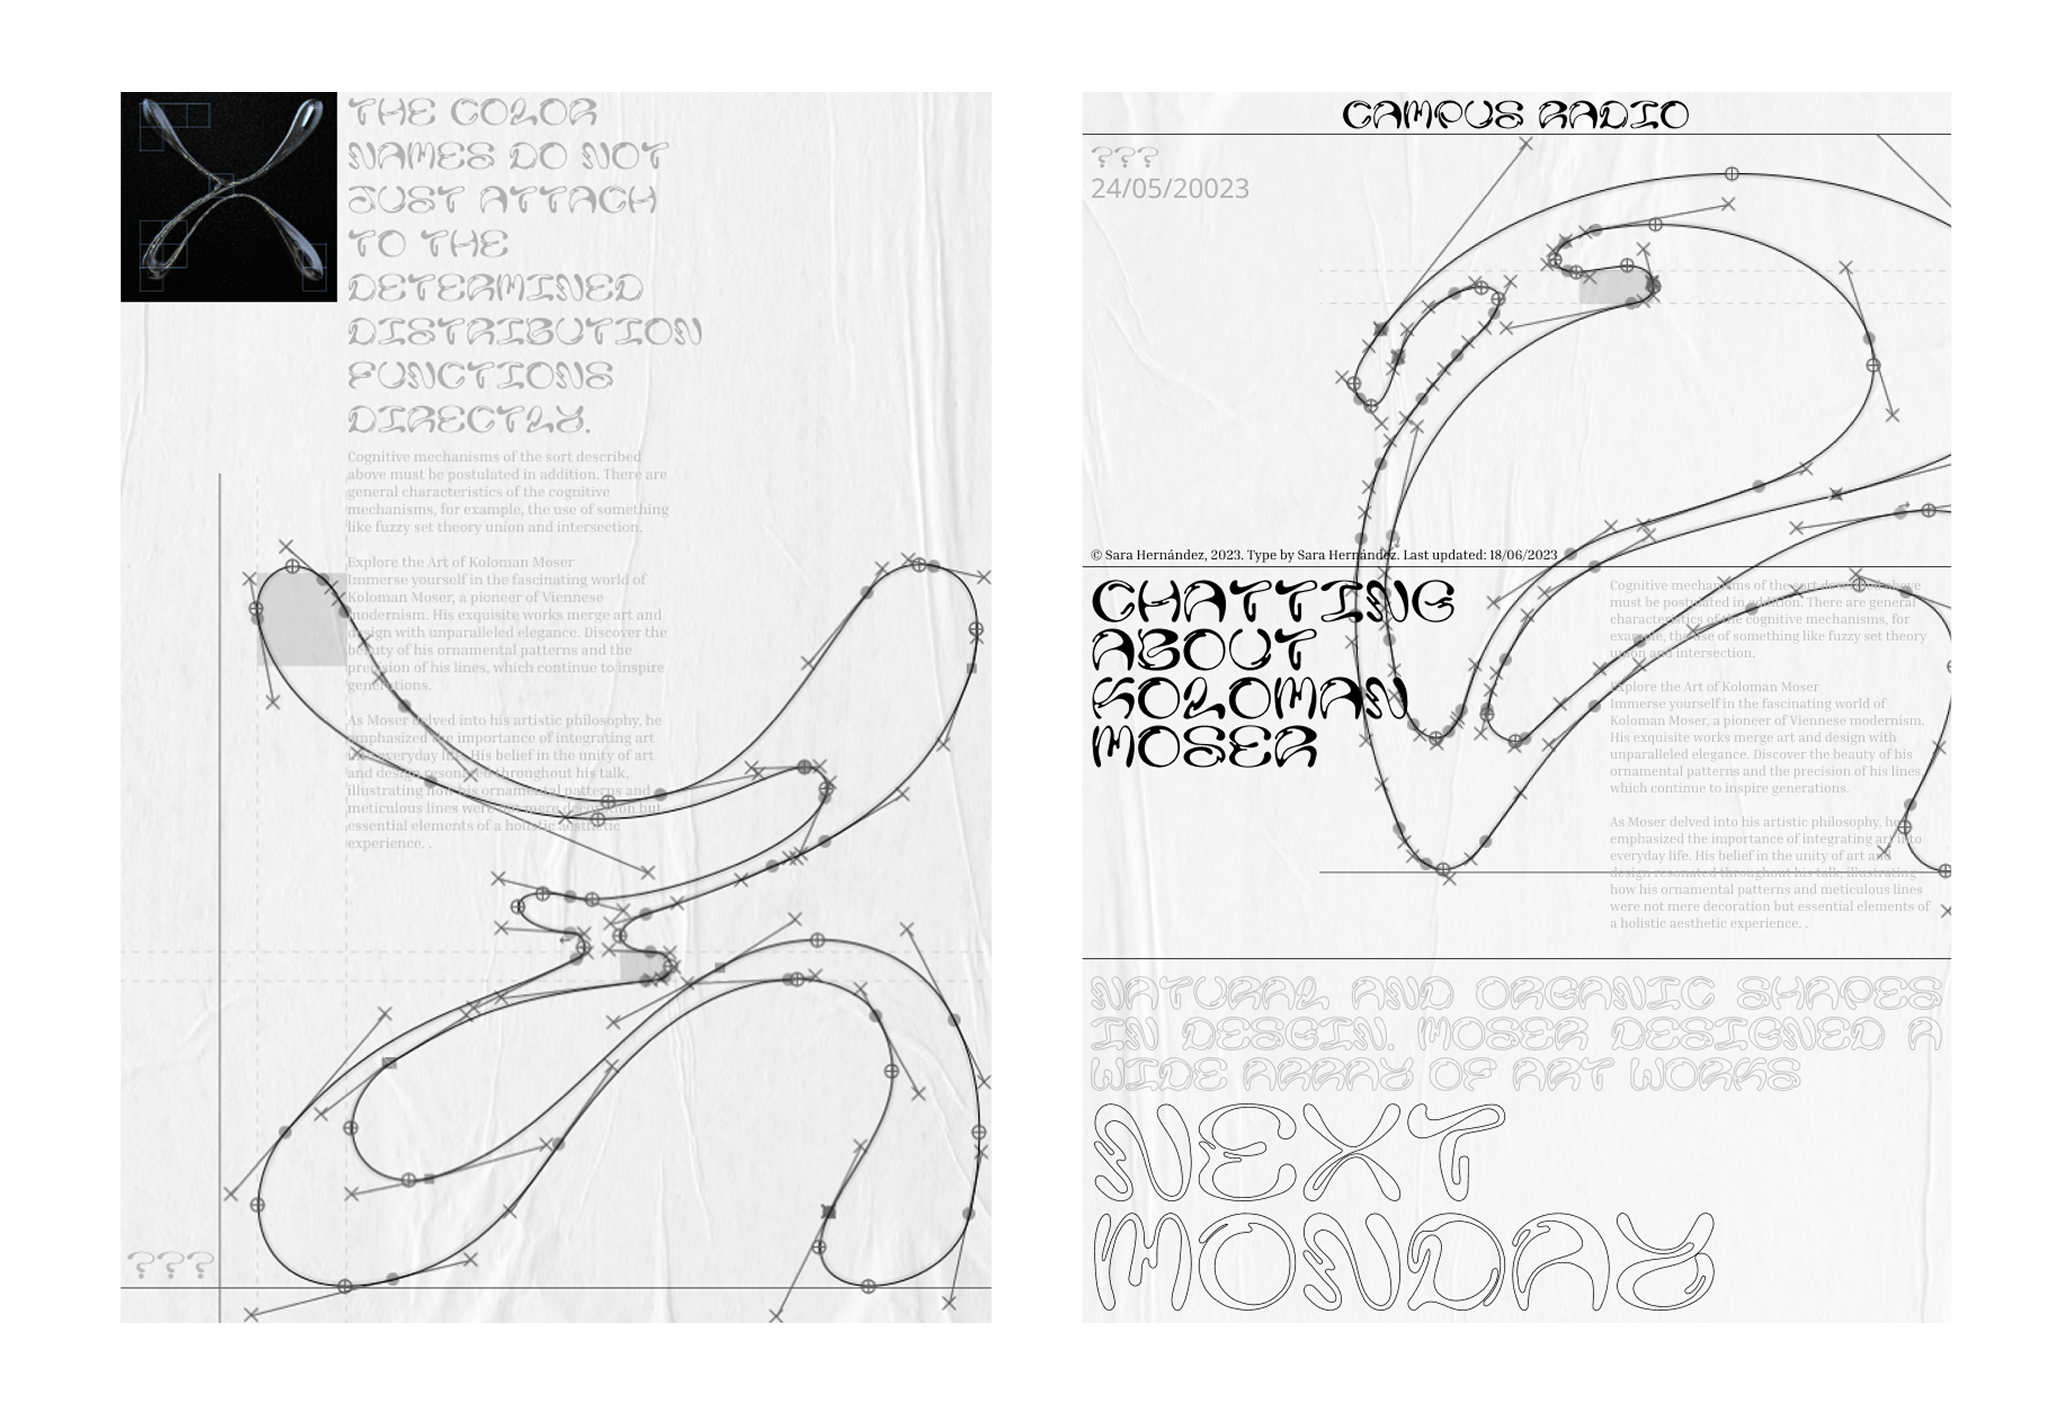 THE COLOR
NAMES DO NOT
JUST ATTACH
TO THE
DETERMINED
DISTRIBUTION
FUNCTIONS
DIRECTLY.
Cognitive mechanisms of the sort described
above must be postulated in addition. There are
general characteristics of the cognitive
mechanisms, for example, the use of something
like fuzzy set theory union and intersection.
Explore the Art of Koloman Moser
Immerse yourself in the fascinating world of
Koloman Moser, a pioneer of Viennese
modernism. His exquisite works merge art and
design with unparalleled elegance. Discover the
beauty of his ornamental patterns and the
precision of his lines, which continue to inspire
generations.
As Moser delved into his artistic philosophy, he
emphasized the importance of integrating art
into everyday life. His belief in the unity of art
and design resonated throughout his talk,
illustrating how his ornamental patterns and
meticulous lines were not mere decoration but
essential elements of a holistic aesthetic
experience. .
???
CAMPUS RADIO
???
24/05/20023
© Sara Hernández, 2023. Type by Sara Hernández. Last updated: 18/06/2023
CHATTING
ABOUT
KOLOMAN
MOSER
Cognitive mechanisms of the sort described above
must be postulated in addition. There are general
characteristics of the cognitive mechanisms, for
example, the use of something like fuzzy set theory
union and intersection.
Explore the Art of Koloman Moser
Immerse yourself in the fascinating world of
Koloman Moser, a pioneer of Viennese modernism.
His exquisite works merge art and design with
unparalleled elegance. Discover the beauty of his
ornamental patterns and the precision of his lines,
which continue to inspire generations.
As Moser delved into his artistic philosophy, he
emphasized the importance of integrating art into
everyday life. His belief in the unity of art and
design resonated throughout his talk, illustrating
how his ornamental patterns and meticulous lines
were not mere decoration but essential elements of
a holistic aesthetic experience. .
NATURAL AND ORGANIC SHAPES
IN DESGIN. MOSER DESIGNED A
WIDE ARRAY OF ART WORKS
NEXT
MONDAY